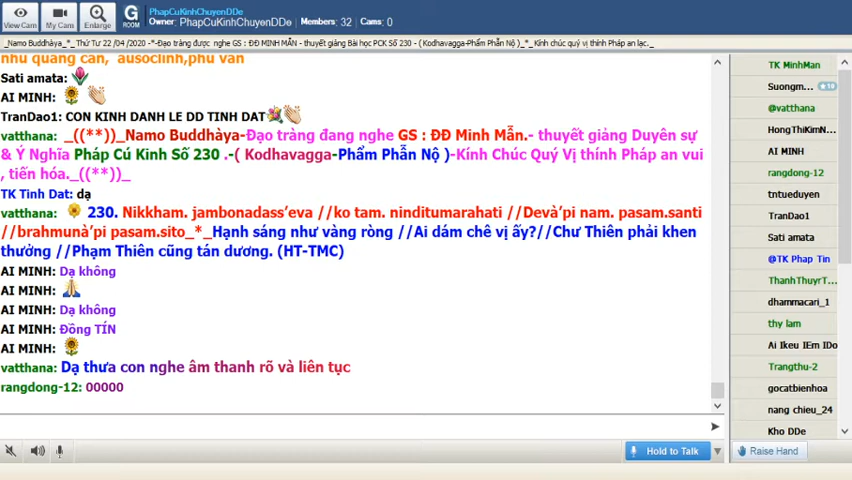 PhapCuKinhChuyenDDe
Owner: PhapCuKinhChuyenDDe Members: 32 Cams: 0
View Cam
My Cam
Enlarge
G
ROOM
_Namo Buddhàya_*_ Thứ Tư 22 /04 /2020 -*-Đạo tràng được nghe GS : ĐĐ MINH MẪN - thuyết giảng Bài học PCK Số 230 - ( Kodhavagga-Phẩm Phẫn Nộ )_*_Kính chúc quý vị thính Pháp an lạc._
Sati amata:
AI MINH:
TranDao1: CON KINH DANH LE DD TINH DAT
vatthana: _((**))_Namo Buddhàya-Đạo tràng đang nghe GS : ĐĐ Minh Mẫn.- thuyết giảng Duyên sự
& Ý Nghĩa Pháp Cú Kinh Số 230 .-( Kodhavagga-Phẩm Phẫn Nộ )-Kính Chúc Quý Vị thính Pháp an vui
, tiến hóa._((**))_
TK Tinh Dat: dạ
vatthana: 230. Nikkham. jambonadass'eva //ko tam. ninditumarahati //Devà'pi nam. pasam.santi
//brahmunà'pi pasam.sito_*_Hạnh sáng như vàng ròng //Ai dám chê vị ấy?//Chư Thiên phải khen
thưởng //Phạm Thiên cũng tán dương. (HT-TMC)
AI MINH: Dạ không
AI MINH:
AI MINH: Dạ không
AI MINH: Đồng TÍN
AI MINH:
vatthana: Dạ thưa con nghe âm thanh rõ và liên tục
rangdong-12: 00000
Hold to Talk
Raise Hand
TK MinhMan
Suongm... 10
@vatthana
HongThiKimN...
AI MINH
rangdong-12
tntueduyen
TranDao1
Sati amata
@TK Phap Tin
ThanhThuyrT...
dhammacari_1
thy lam
Ai Ikeu IEm IDo
Trangthu-2
gocatbienhoa
nang chieu_24
Kho DDe